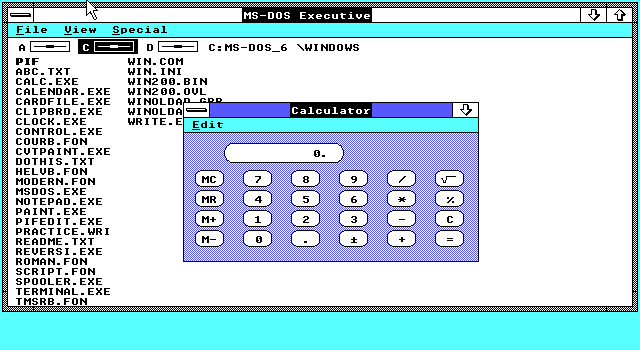 MS-DOS Executive
File View Special
A C D C:MS-DOS_6 \WINDOWS
PIF WIN.COM
ABC.TXT WIN.INI
CALC.EXE WIN200.BIN
CALENDAR.EXE WIN200.OVL
CARDFILE.EXE WINOLDAP.GRB
CLIPBRD.EXE WINOLDA
CLOCK.EXE WRITE.E
CONTROL.EXE
COURB.FON
CVTPAINT.EXE
DOTHIS.TXT
HELVB.FON
MODERN.FON
MSDOS.EXE
NOTEPAD.EXE
PAINT.EXE
PIFEDIT.EXE
PRACTICE.WRI
README.TXT
REVERSI.EXE
ROMAN.FON
SCRIPT.FON
SPOOLER.EXE
TERMINAL.EXE
TMSRB.FON
Calculator
Edit
0.
MC 7 8 9 / √
MR 4 5 6 * %
M+ 1 2 3 - C
M- 0 . ± + =